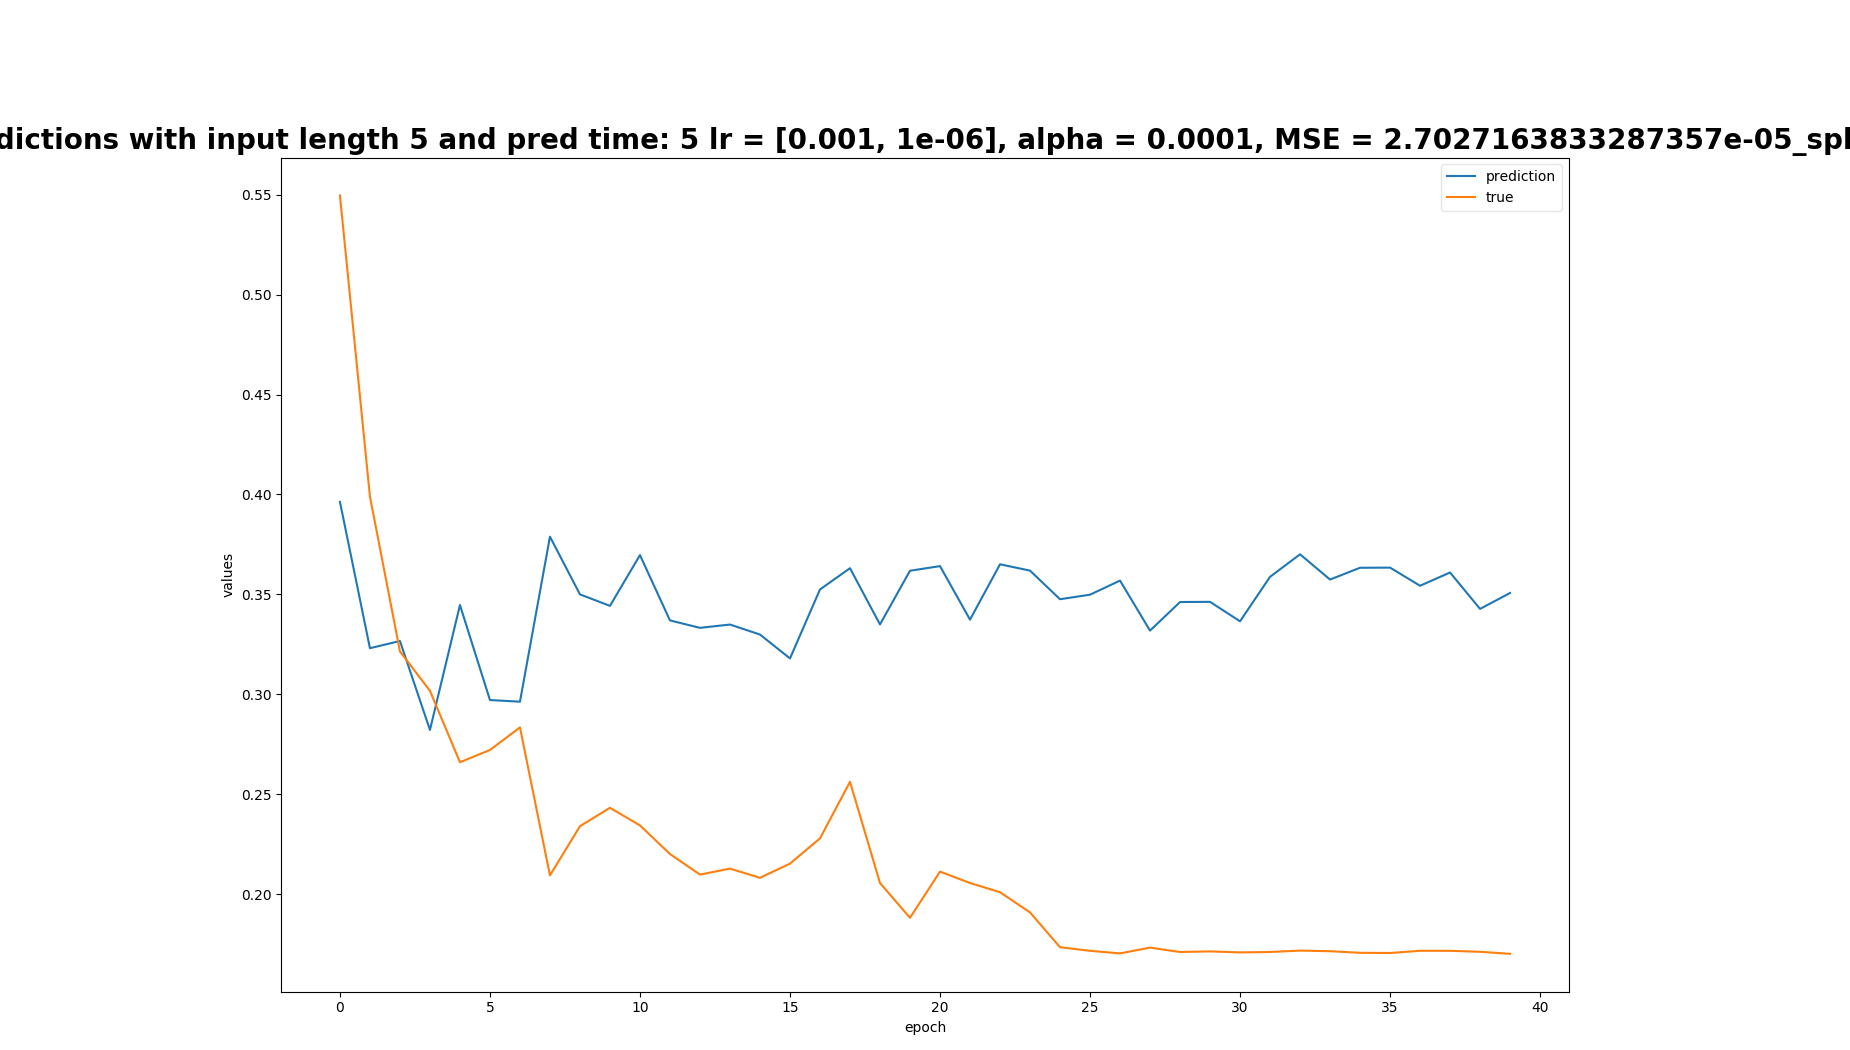 dictions with input length 5 and pred time: 5 lr = [0.001, 1e-06], alpha = 0.0001, MSE = 2.7027163833287357e-05_spl
prediction
true
0.55
0.50
0.45
0.40
0.35
0.30
0.25
0.20
values
0 5 10 15 20 25 30 35 40
epoch